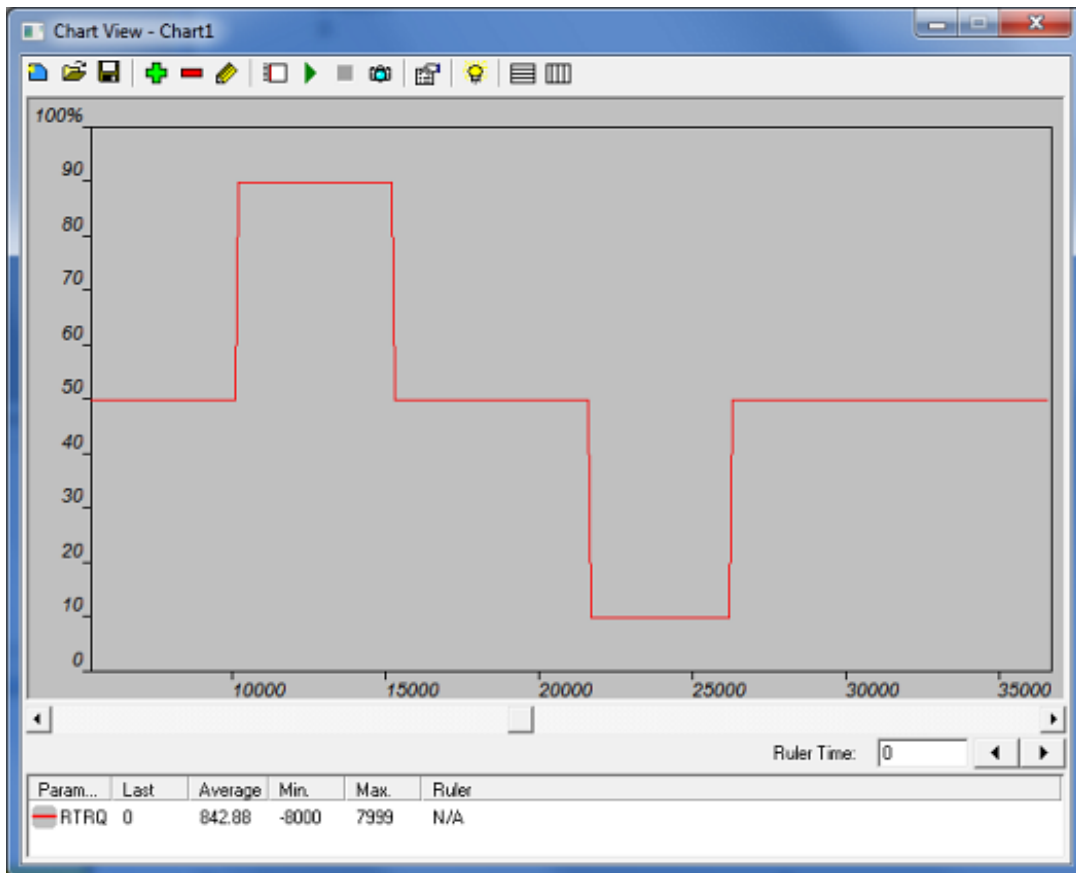 Chart View - Chart1
100%
90
80
70
60
50
40
30
20
10
0
10000 15000 20000 25000 30000 35000
Ruler Time: 0
Param... Last Average Min. Max. Ruler
RTRQ 0 842.88 -8000 7999 N/A